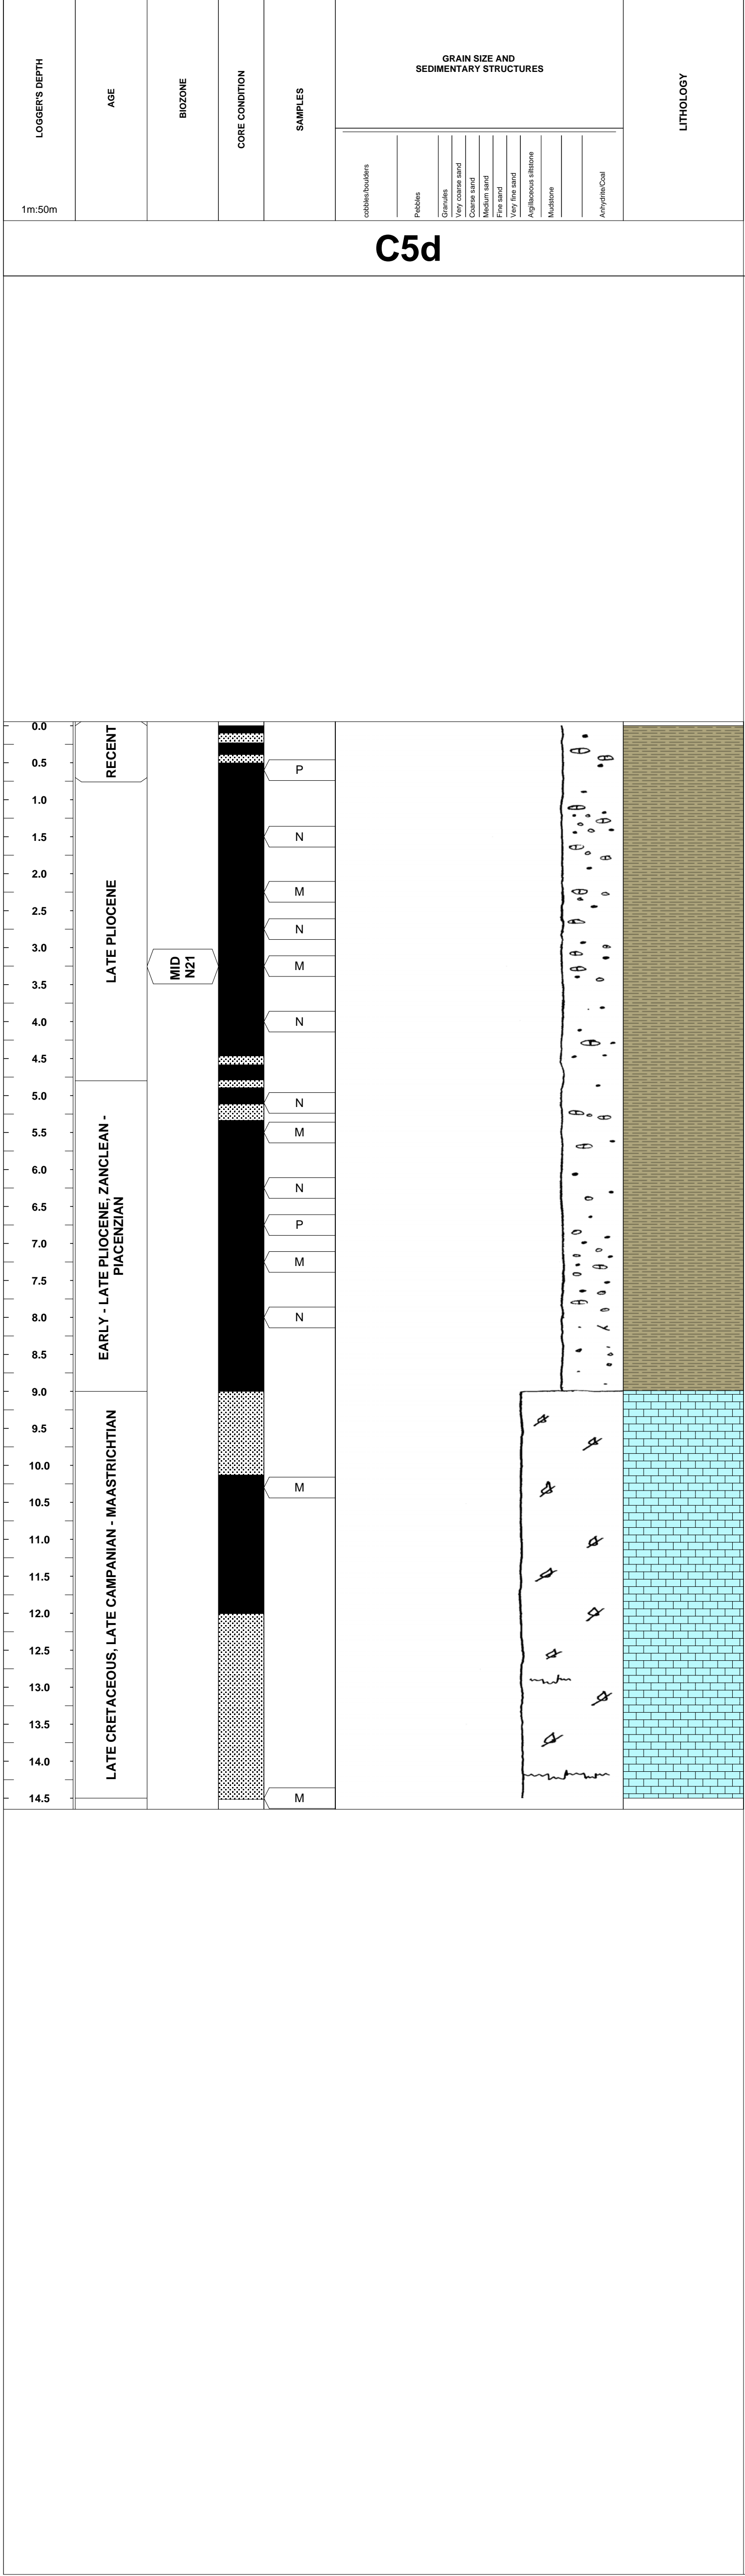 LOGGER'S DEPTH
1m:50m
AGE
BIOZONE
CORE CONDITION
SAMPLES
GRAIN SIZE AND
SEDIMENTARY STRUCTURES
cobbles/boulders
Pebbles
Granules
Very coarse sand
Coarse sand
Medium sand
Fine sand
Very fine sand
Argillaceous siltstone
Mudstone
Anhydrite/Coal
LITHOLOGY
C5d
0.0
0.5
1.0
1.5
2.0
2.5
3.0
3.5
4.0
4.5
5.0
5.5
6.0
6.5
7.0
7.5
8.0
8.5
9.0
9.5
10.0
10.5
11.0
11.5
12.0
12.5
13.0
13.5
14.0
14.5
RECENT
LATE PLIOCENE
EARLY - LATE PLIOCENE, ZANCLEAN -
PIACENZIAN
LATE CRETACEOUS, LATE CAMPANIAN - MAASTRICHTIAN
MID
N21
P
N
M
N
M
N
N
M
N
P
M
N
M
M